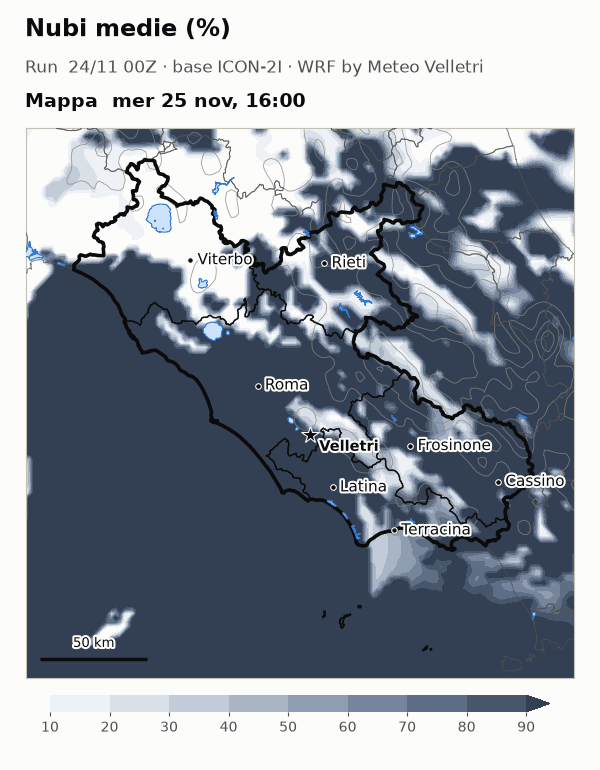 Nubi medie (%)
Run  24/11 00Z · base ICON-2I · WRF by Meteo Velletri
Mappa  mer 25 nov, 16:00
Viterbo
Rieti
Roma
Velletri
Frosinone
Latina
Cassino
Terracina
50 km
10 20 30 40 50 60 70 80 90